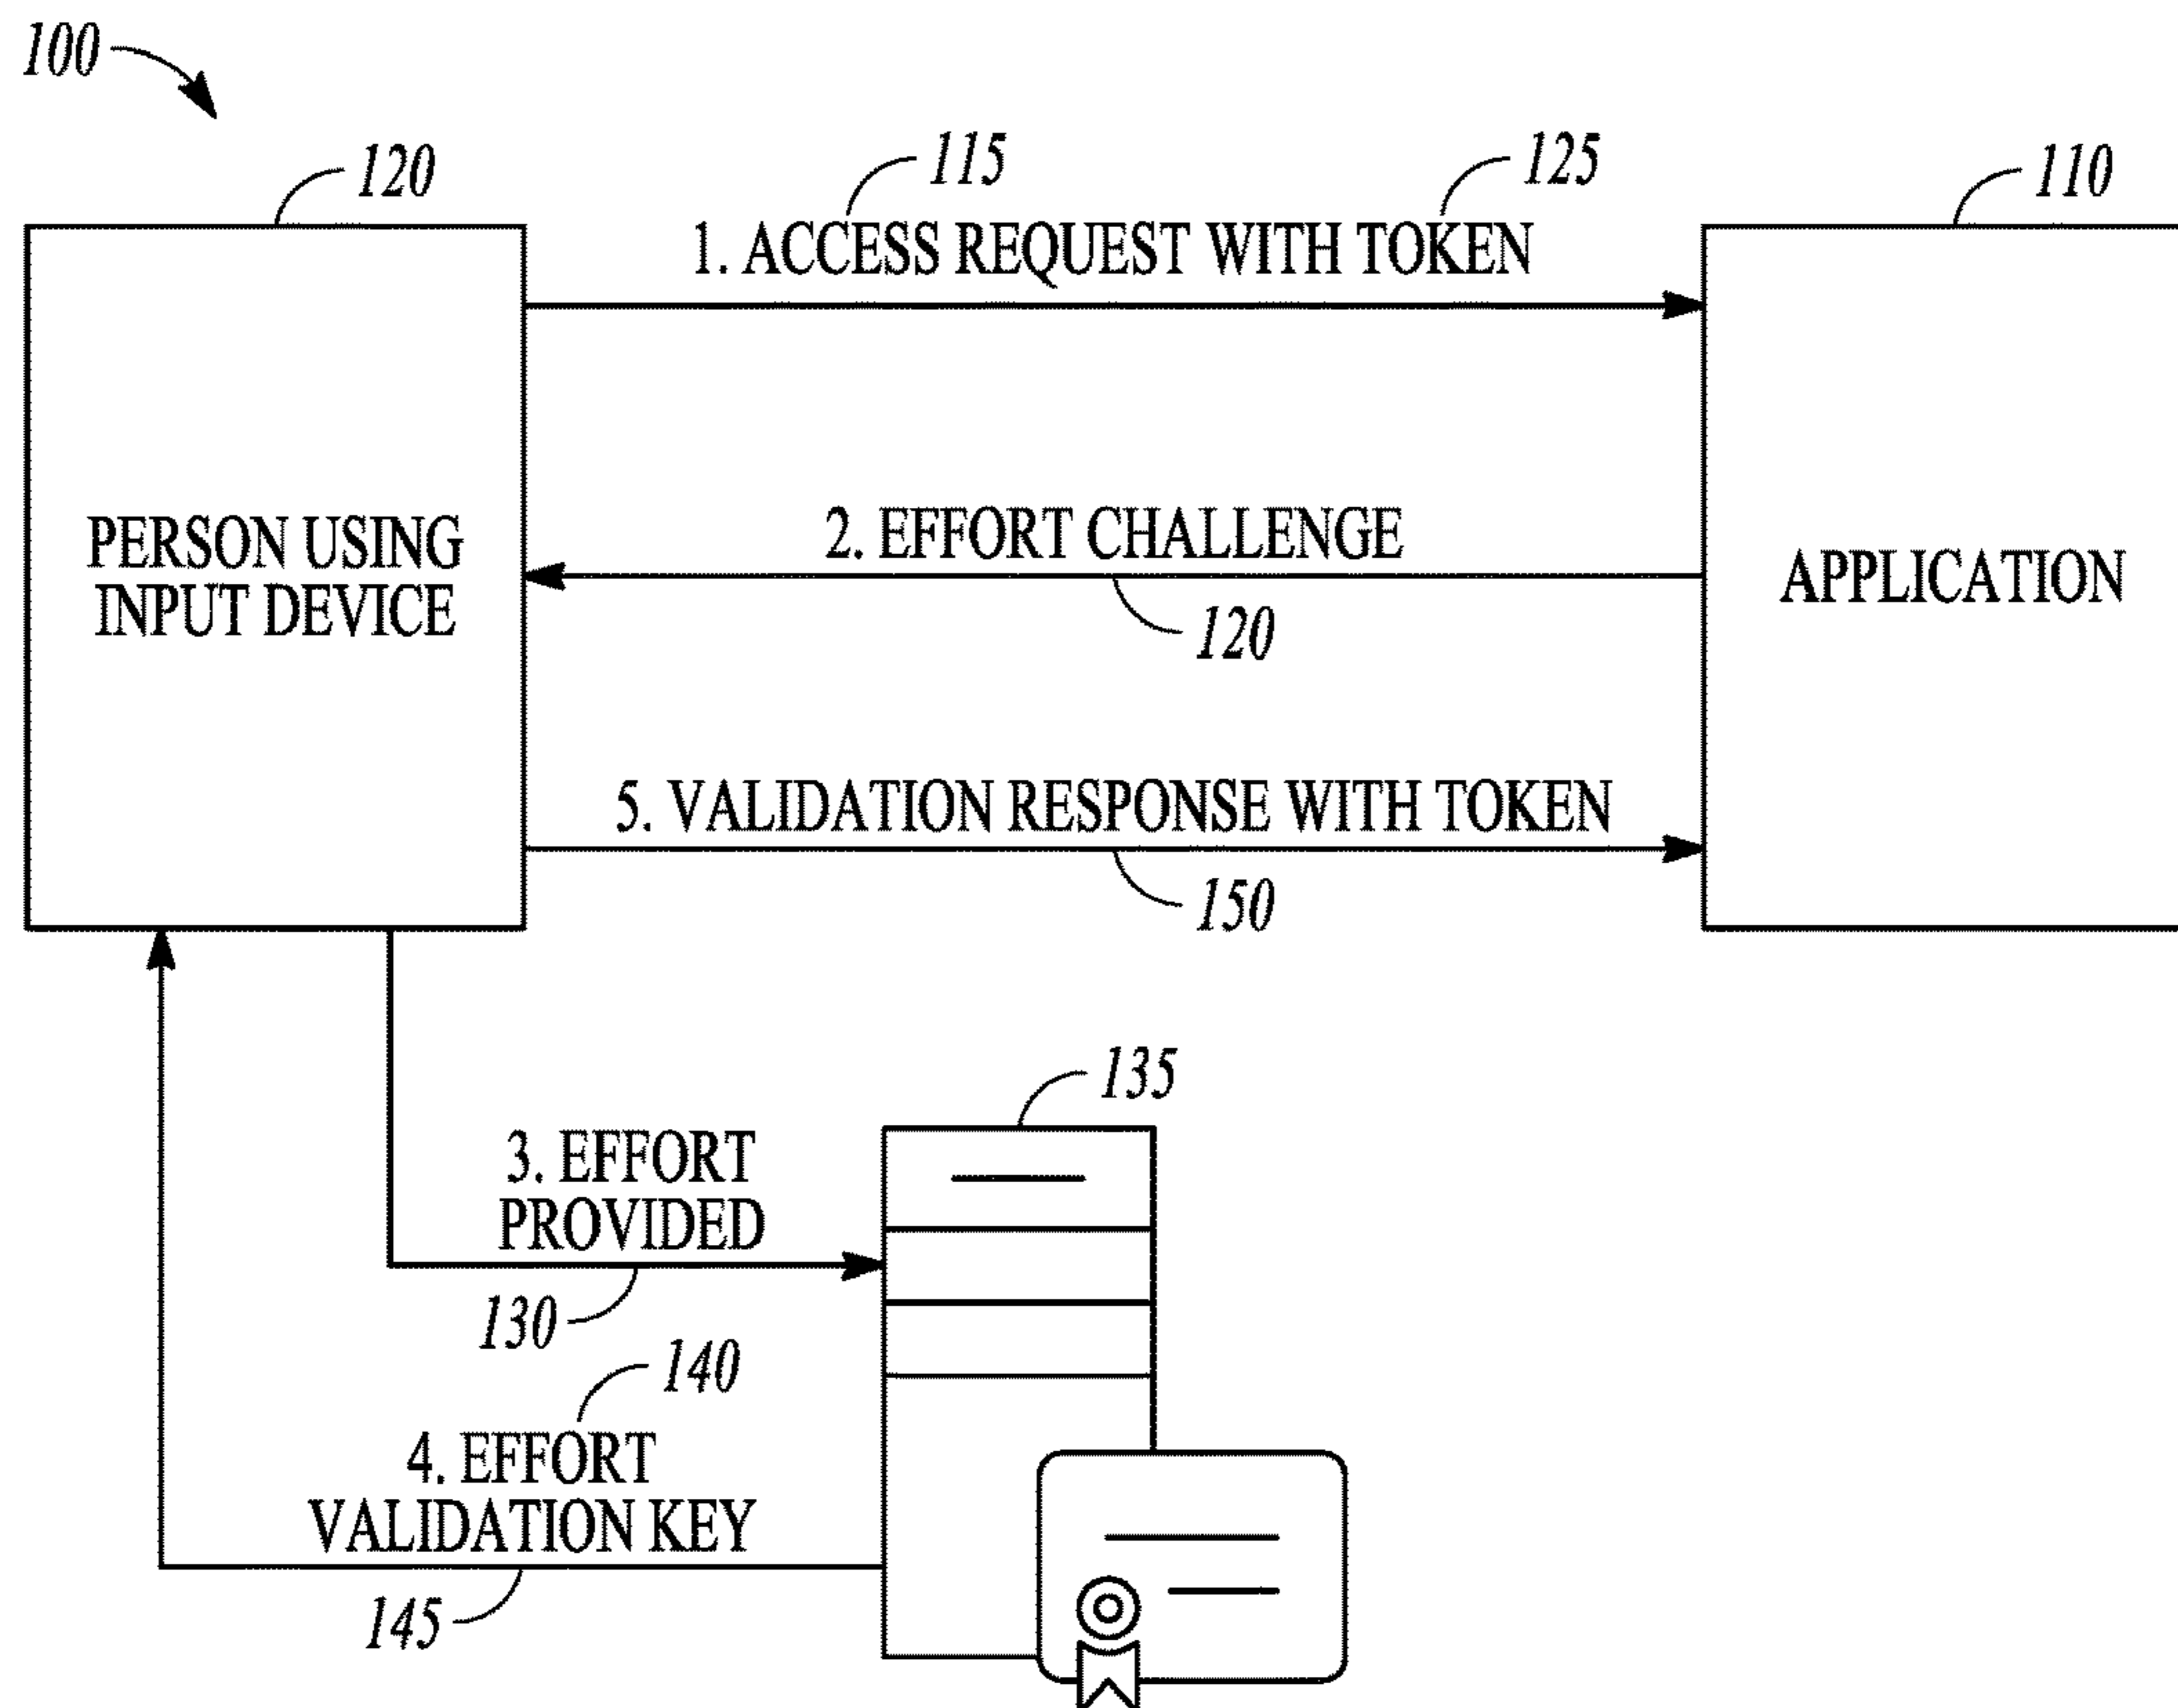 100
120
115
125
110
1. ACCESS REQUEST WITH TOKEN
PERSON USING
INPUT DEVICE
2. EFFORT CHALLENGE
120
APPLICATION
5. VALIDATION RESPONSE WITH TOKEN
150
135
3. EFFORT
PROVIDED
130
140
4. EFFORT
VALIDATION KEY
145